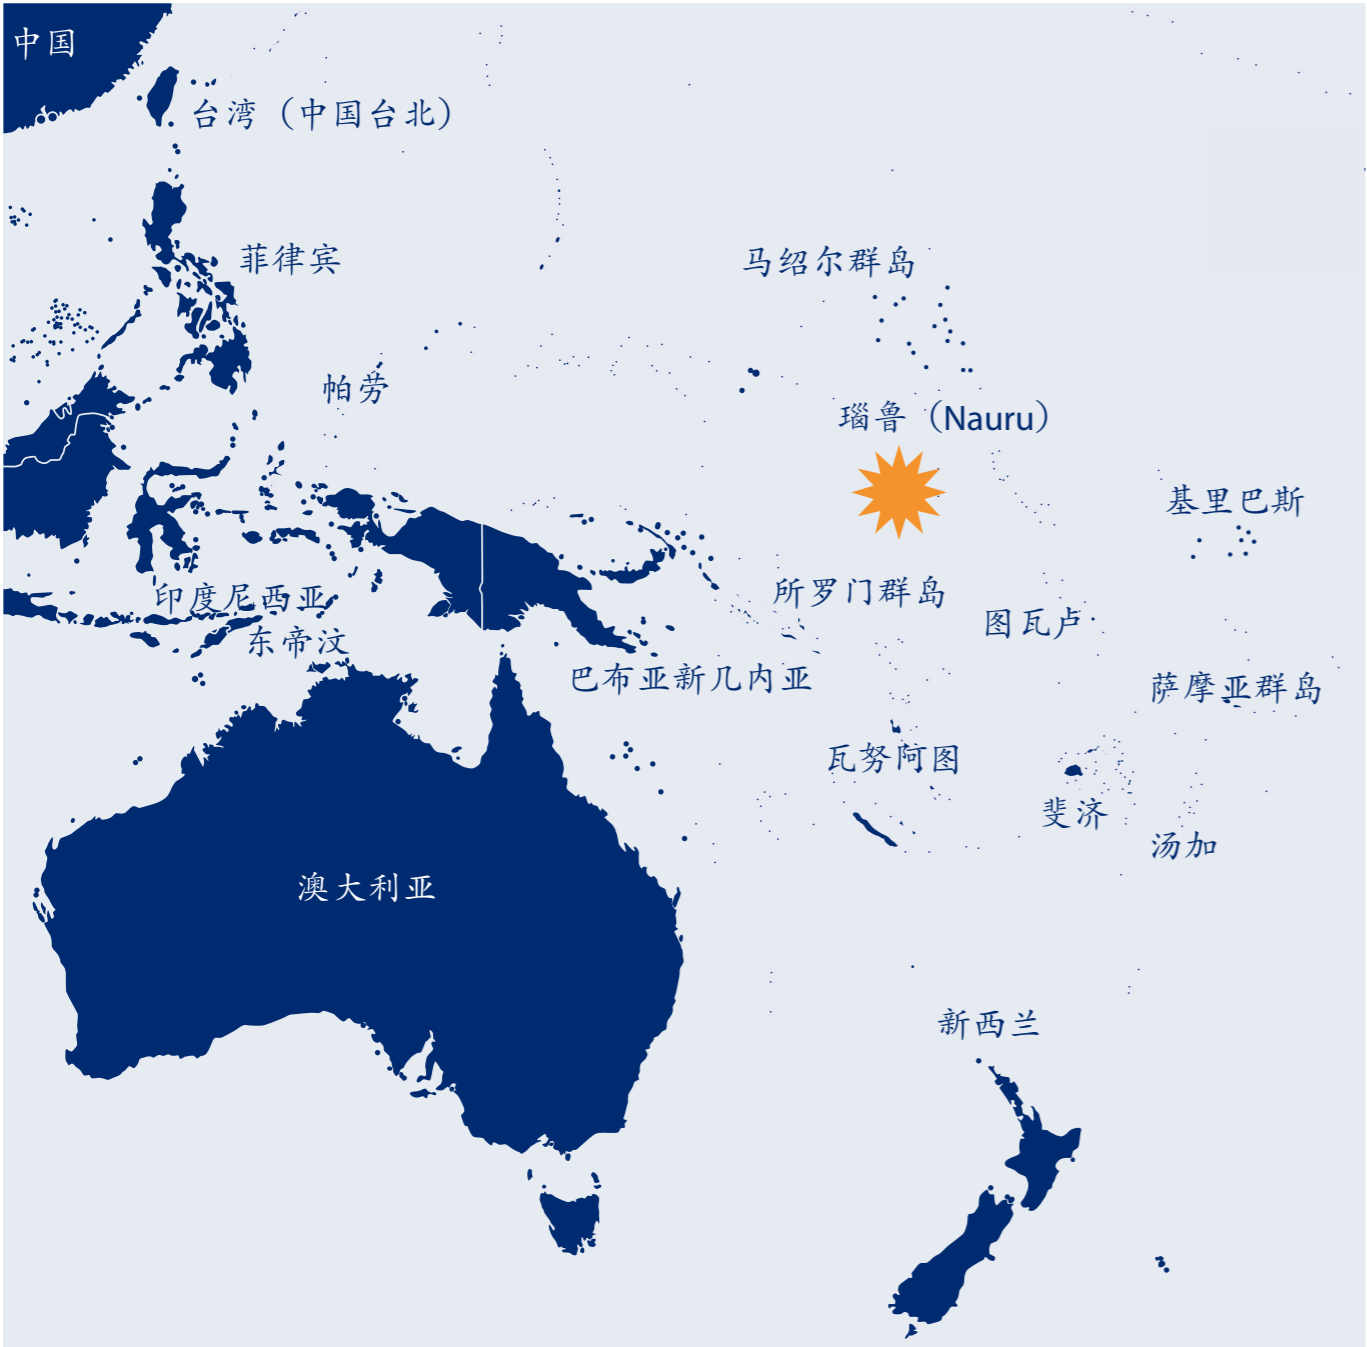 中国
台湾（中国台北）
菲律宾
马绍尔群岛
帕劳
瑙鲁（Nauru）
基里巴斯
印度尼西亚
所罗门群岛
图瓦卢
东帝汶
巴布亚新几内亚
萨摩亚群岛
瓦努阿图
斐济
汤加
澳大利亚
新西兰